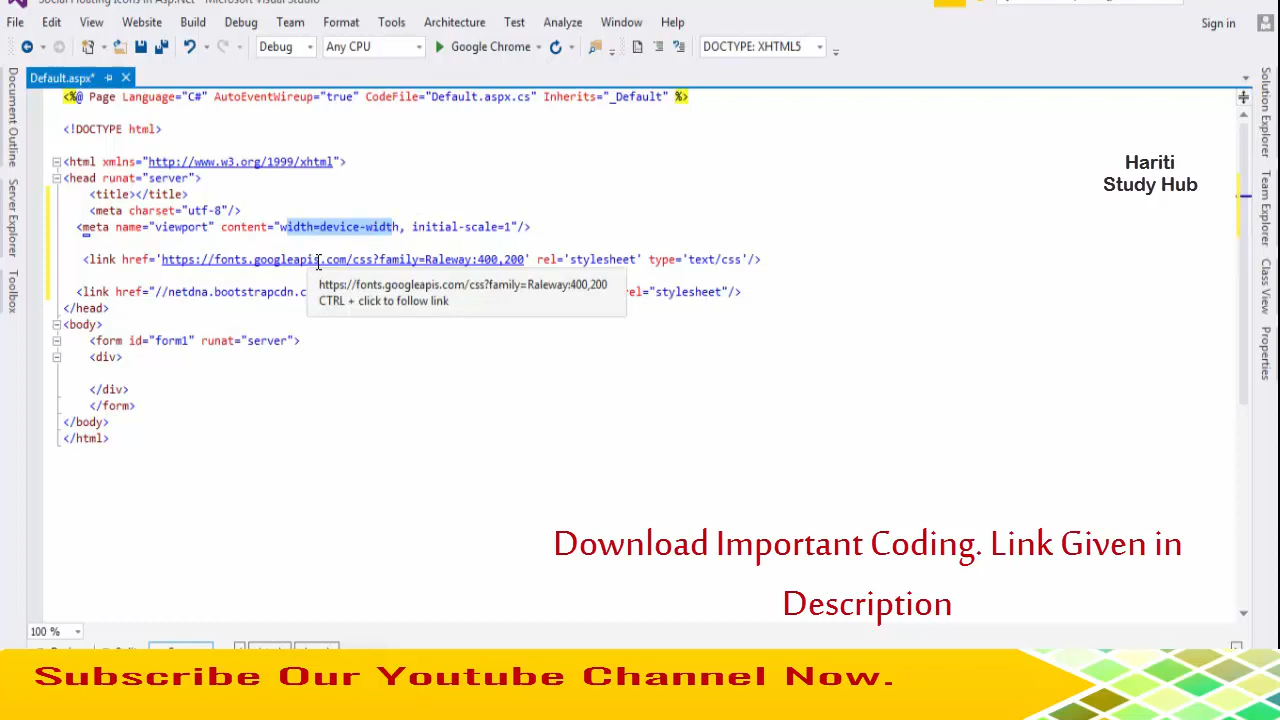 Social Floating Icons in Asp.Net - Microsoft Visual Studio
File Edit View Website Build Debug Team Format Tools Architecture Test Analyze Window Help Sign in
Debug Any CPU Google Chrome DOCTYPE: XHTML5
Default.aspx*
Document Outline
Server Explorer
Toolbox
Solution Explorer
Team Explorer
Class View
Properties
<%@ Page Language="C#" AutoEventWireup="true" CodeFile="Default.aspx.cs" Inherits="_Default" %>
<!DOCTYPE html>
<html xmlns="http://www.w3.org/1999/xhtml">
<head runat="server">
<title></title>
<meta charset="utf-8"/>
<meta name="viewport" content="width=device-width, initial-scale=1"/>
<link href='https://fonts.googleapis.com/css?family=Raleway:400,200' rel='stylesheet' type='text/css'/>
https://fonts.googleapis.com/css?family=Raleway:400,200
CTRL + click to follow link
<link href="//netdna.bootstrapcdn.c el="stylesheet"/>
</head>
<body>
<form id="form1" runat="server">
<div>
</div>
</form>
</body>
</html>
Hariti
Study Hub
Download Important Coding. Link Given in
Description
100 %
Subscribe Our Youtube Channel Now.